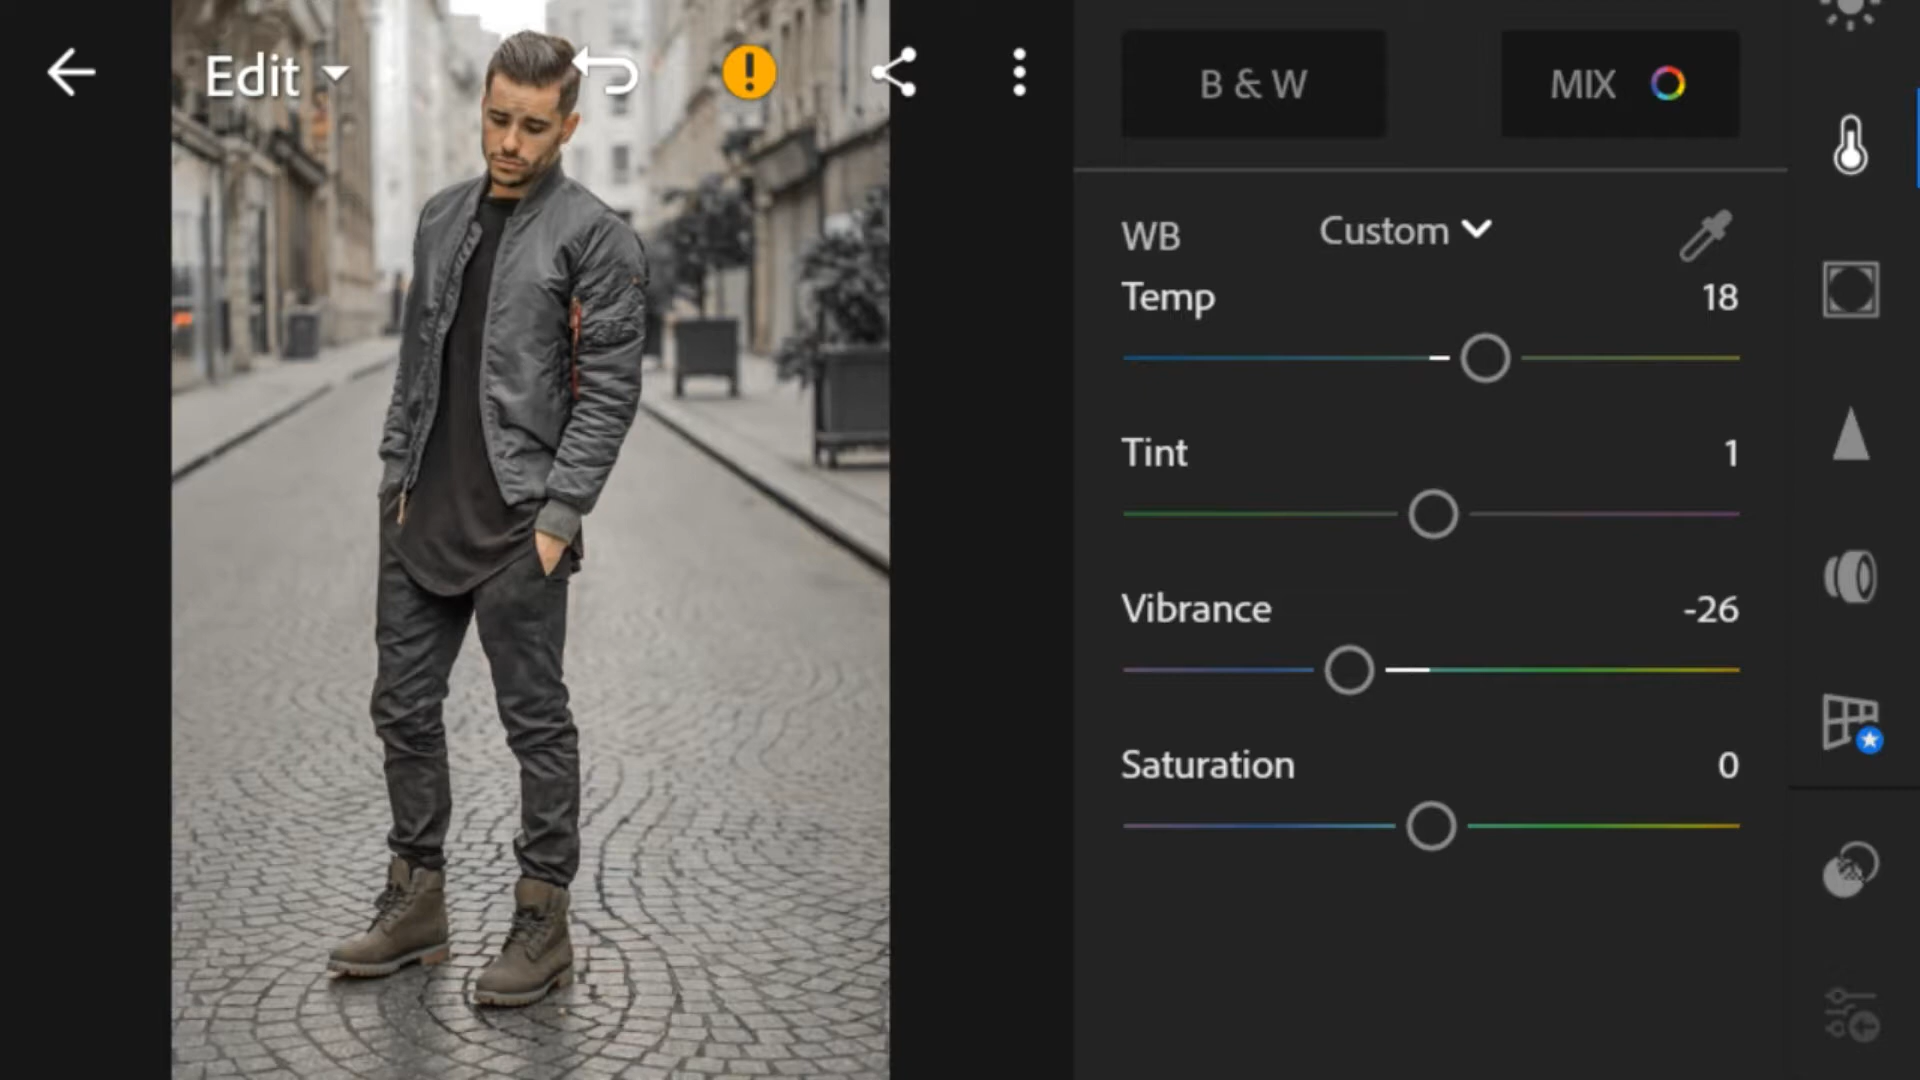 Edit
B & W
MIX
WB
Custom
Temp
18
Tint
1
Vibrance
-26
Saturation
0